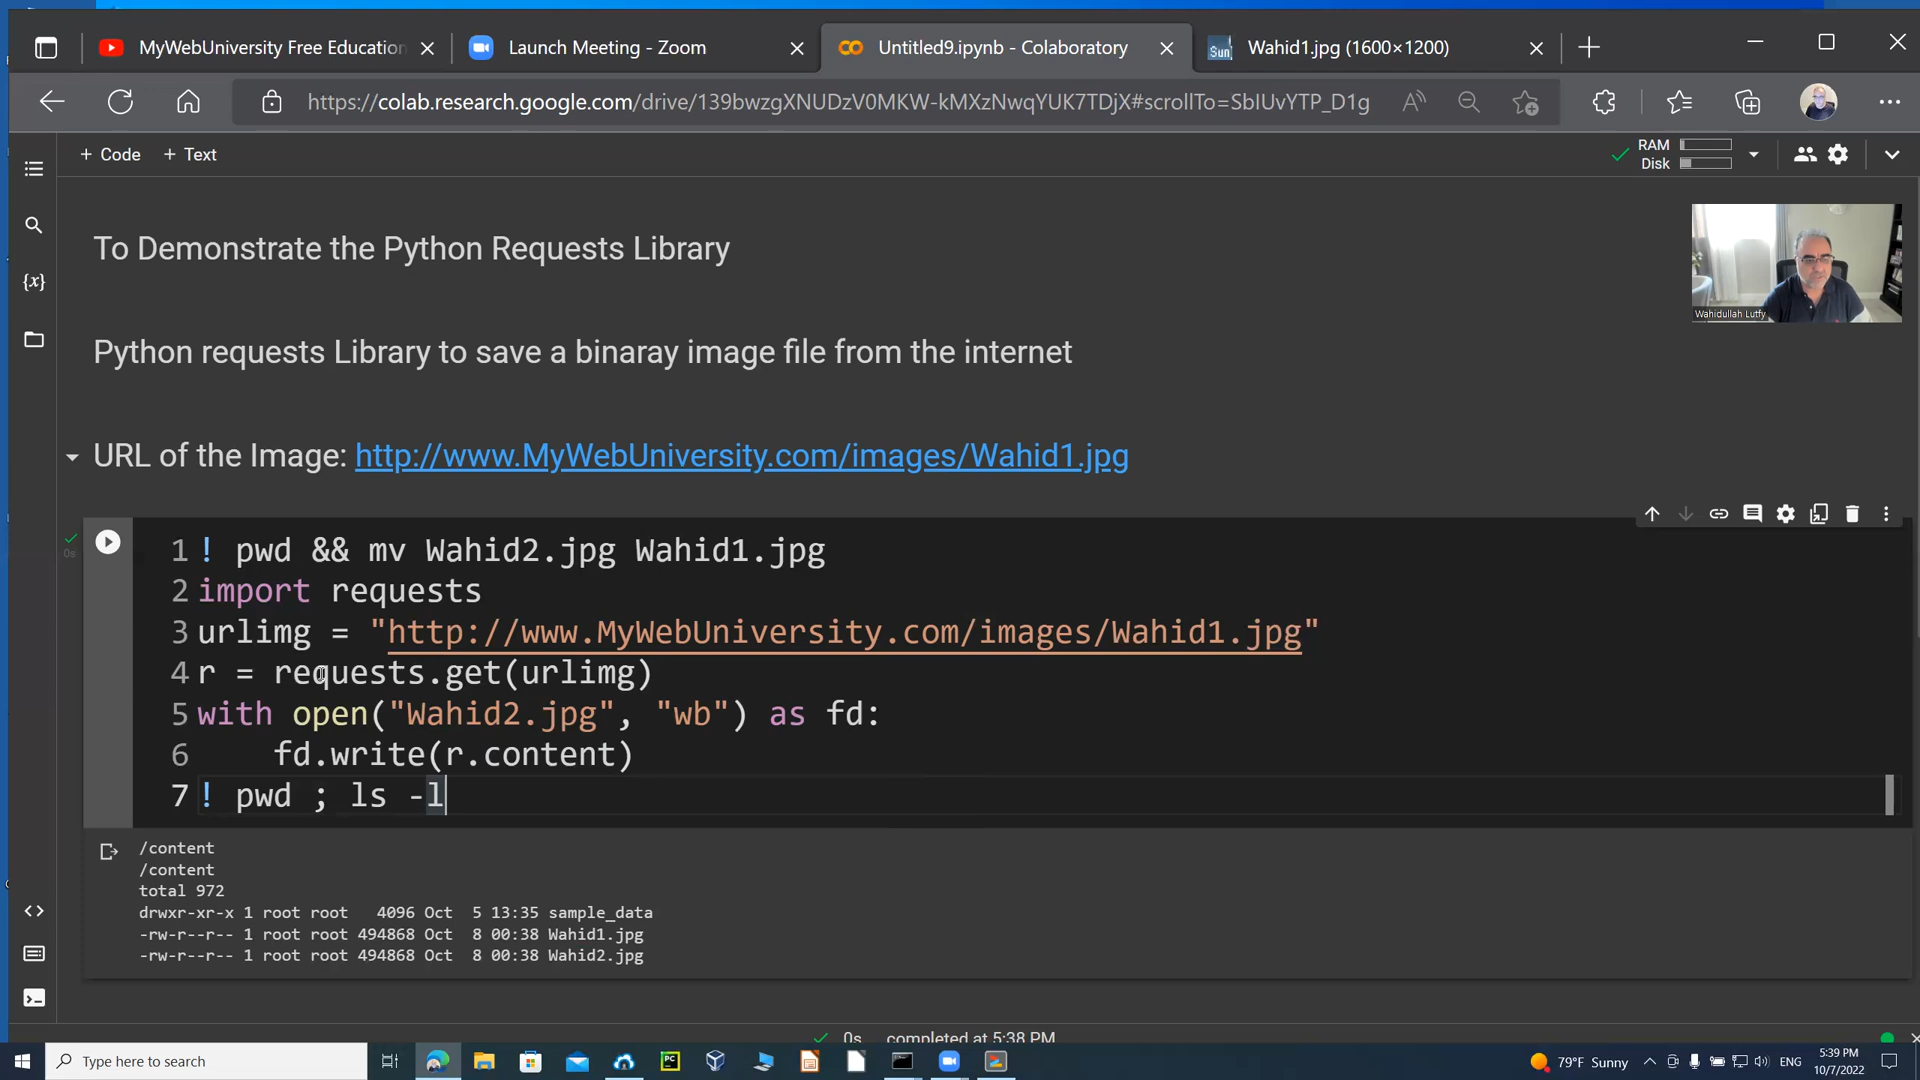 MyWebUniversity Free Education
Launch Meeting - Zoom
Untitled9.ipynb - Colaboratory
Sun
Wahid1.jpg (1600×1200)
https://colab.research.google.com/drive/139bwzgXNUDzV0MKW-kMXzNwqYUK7TDjX#scrollTo=SbIUvYTP_D1g
+ Code + Text
RAM
Disk
To Demonstrate the Python Requests Library
Wahidullah Lutfy
Python requests Library to save a binaray image file from the internet
URL of the Image: http://www.MyWebUniversity.com/images/Wahid1.jpg
0s
1 ! pwd && mv Wahid2.jpg Wahid1.jpg
2 import requests
3 urlimg = "http://www.MyWebUniversity.com/images/Wahid1.jpg"
4 r = requests.get(urlimg)
5 with open("Wahid2.jpg", "wb") as fd:
6     fd.write(r.content)
7 ! pwd ; ls -l
/content
/content
total 972
drwxr-xr-x 1 root root   4096 Oct  5 13:35 sample_data
-rw-r--r-- 1 root root 494868 Oct  8 00:38 Wahid1.jpg
-rw-r--r-- 1 root root 494868 Oct  8 00:38 Wahid2.jpg
0s completed at 5:38 PM
Type here to search
PC
79°F Sunny
ENG
5:39 PM
10/7/2022